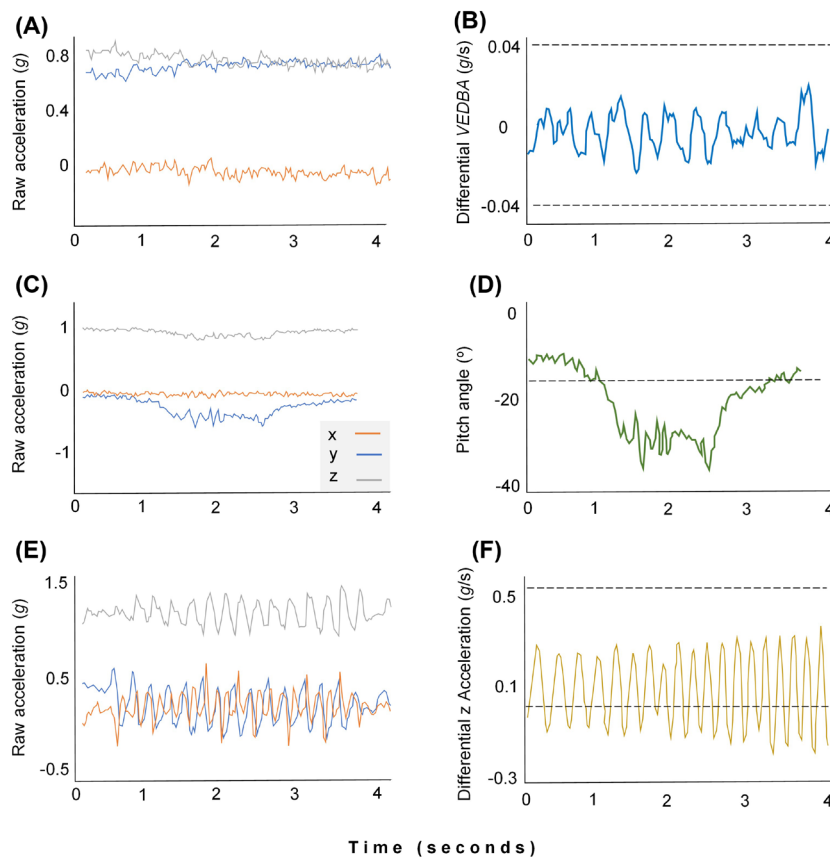 (A)
Raw acceleration (g)
0.8
0.4
0
0 1 2 3 4
(B)
Differential VEDBA (g/s)
0.04
0
-0.04
0 1 2 3 4
(C)
Raw acceleration (g)
1
0
-1
x
y
z
0 1 2 3 4
(D)
Pitch angle (º)
0
-20
-40
0 1 2 3 4
(E)
Raw acceleration (g)
1.5
0.5
-0.5
0 1 2 3 4
(F)
Differential z Acceleration (g/s)
0.5
0.1
-0.3
0 1 2 3 4
Time (seconds)